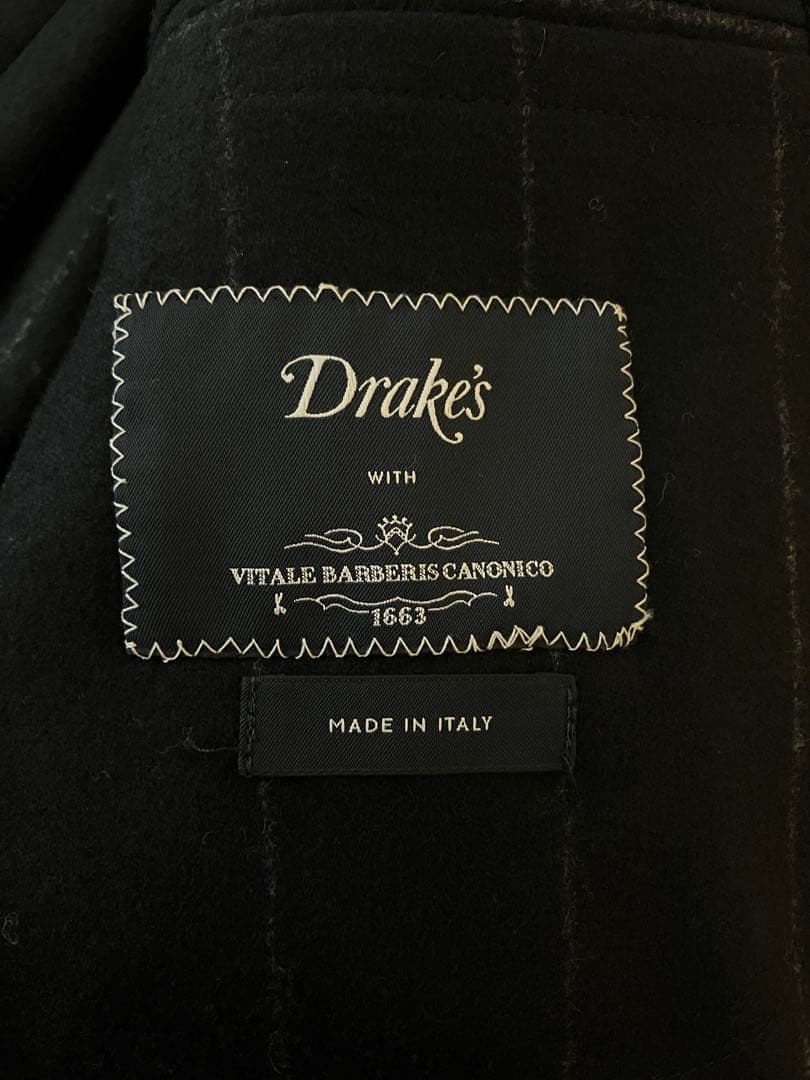 Drake's
WITH
VITALE BARBERIS CANONICO
1663
MADE IN ITALY